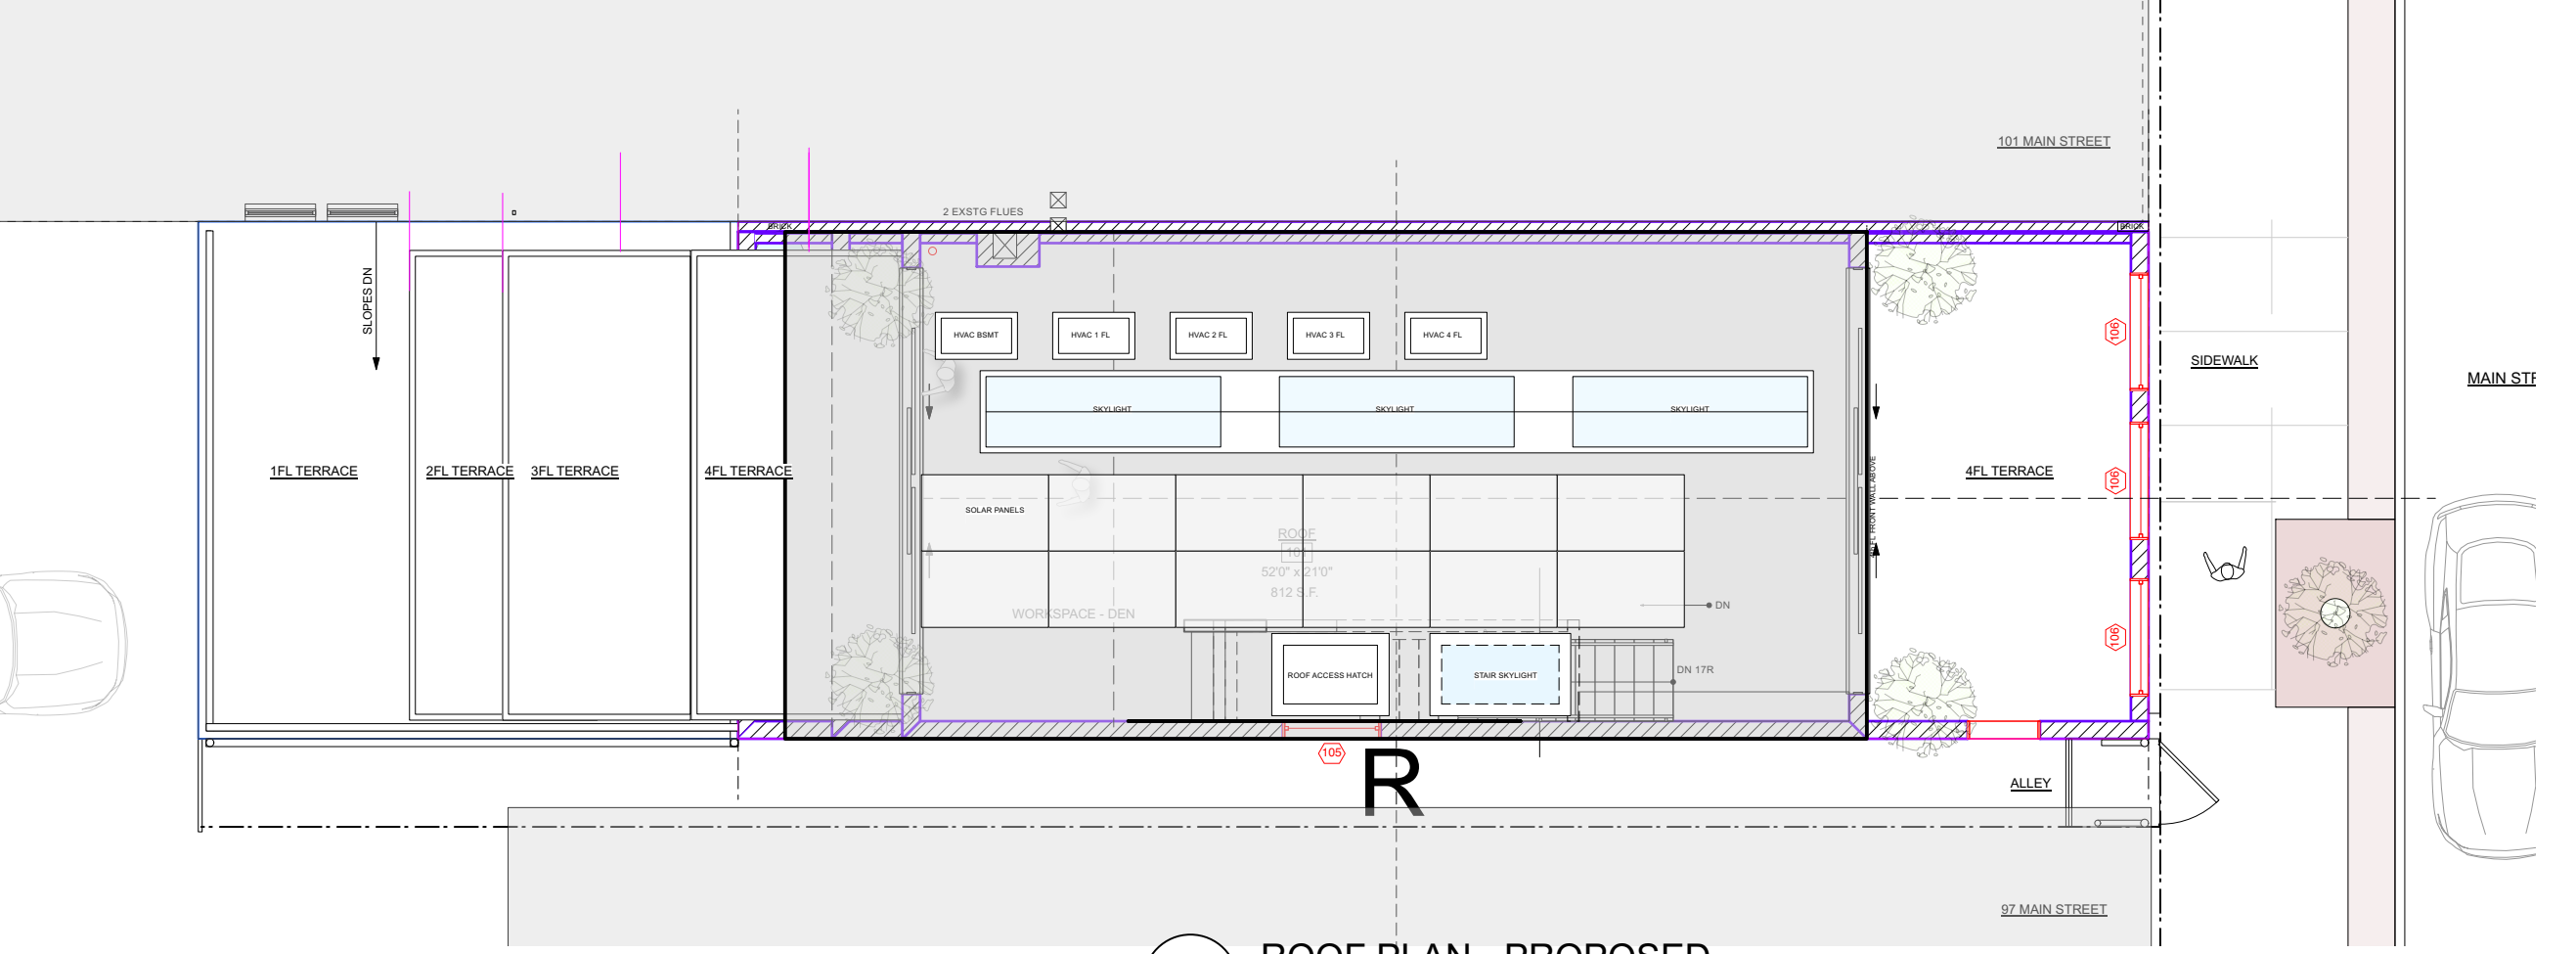 101 MAIN STREET
2 EXSTG FLUES
BRICK
BRICK
SLOPES DN
HVAC BSMT
HVAC 1 FL
HVAC 2 FL
HVAC 3 FL
HVAC 4 FL
106
SIDEWALK
MAIN STR
SKYLIGHT
SKYLIGHT
SKYLIGHT
1FL TERRACE
2FL TERRACE
3FL TERRACE
4FL TERRACE
4FL TERRACE
106
FRONT WALL ABOVE
SOLAR PANELS
ROOF
52'0" x 21'0"
812 S.F.
WORKSPACE - DEN
DN
106
ROOF ACCESS HATCH
STAIR SKYLIGHT
DN 17R
105
R
ALLEY
97 MAIN STREET
ROOF PLAN - PROPOSED